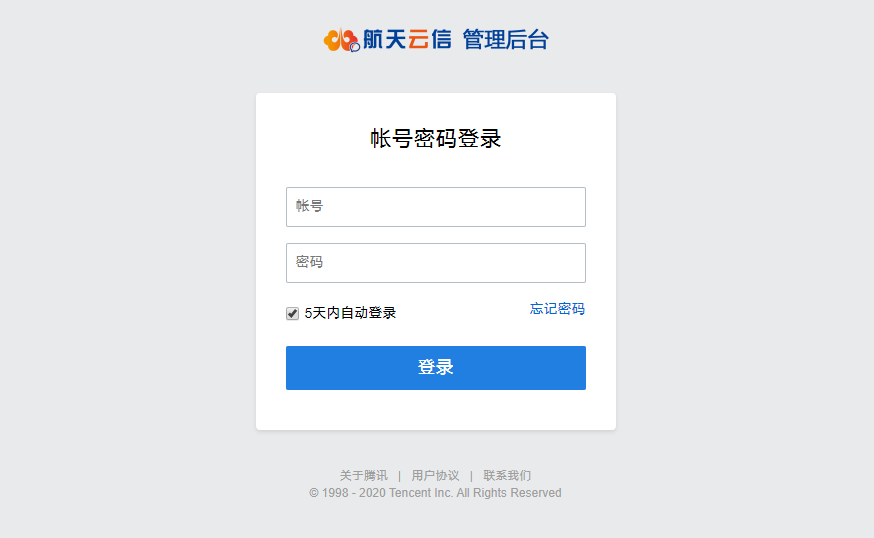 航天云信 管理后台
帐号密码登录
帐号
密码
5天内自动登录 忘记密码
登录
关于腾讯 | 用户协议 | 联系我们
© 1998 - 2020 Tencent Inc. All Rights Reserved